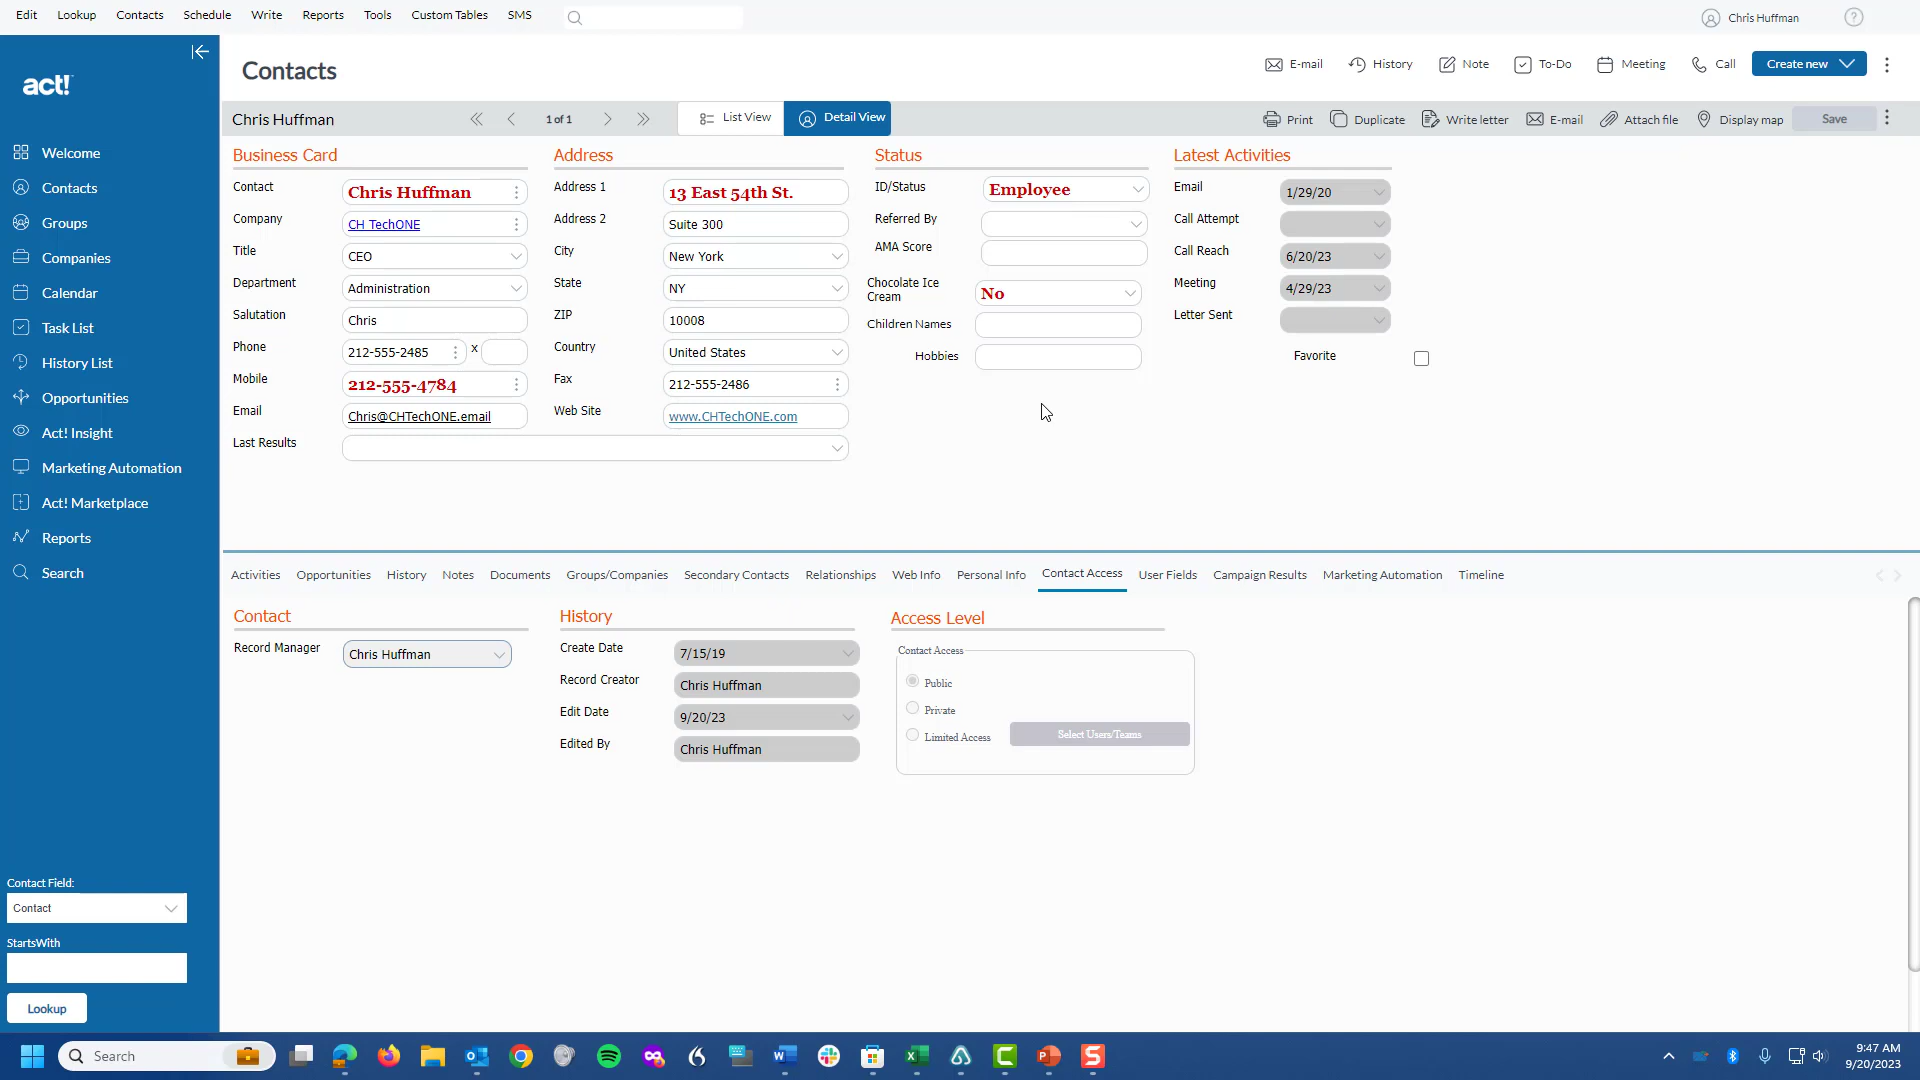 Edit Lookup Contacts Schedule Write Reports Tools Custom Tables SMS
Chris Huffman ?
act!
Contacts
E-mail History Note To-Do Meeting Call Create new
Chris Huffman 1 of 1 List View Detail View Print Duplicate Write letter E-mail Attach file Display map Save
Welcome
Contacts
Groups
Companies
Calendar
Task List
History List
Opportunities
Act! Insight
Marketing Automation
Act! Marketplace
Reports
Search
Contact Field:
Contact
StartsWith
Lookup
Business Card
Contact Chris Huffman
Company CH TechONE
Title CEO
Department Administration
Salutation Chris
Phone 212-555-2485 x
Mobile 212-555-4784
Email Chris@CHTechONE.email
Last Results
Address
Address 1 13 East 54th St.
Address 2 Suite 300
City New York
State NY
ZIP 10008
Country United States
Fax 212-555-2486
Web Site www.CHTechONE.com
Status
ID/Status Employee
Referred By
AMA Score
Chocolate Ice
Cream No
Children Names
Hobbies
Latest Activities
Email 1/29/20
Call Attempt
Call Reach 6/20/23
Meeting 4/29/23
Letter Sent
Favorite
Activities Opportunities History Notes Documents Groups/Companies Secondary Contacts Relationships Web Info Personal Info Contact Access User Fields Campaign Results Marketing Automation Timeline
Contact
Record Manager Chris Huffman
History
Create Date 7/15/19
Record Creator Chris Huffman
Edit Date 9/20/23
Edited By Chris Huffman
Access Level
Contact Access
Public
Private
Limited Access Select Users/Teams
Search
9:47 AM
9/20/2023